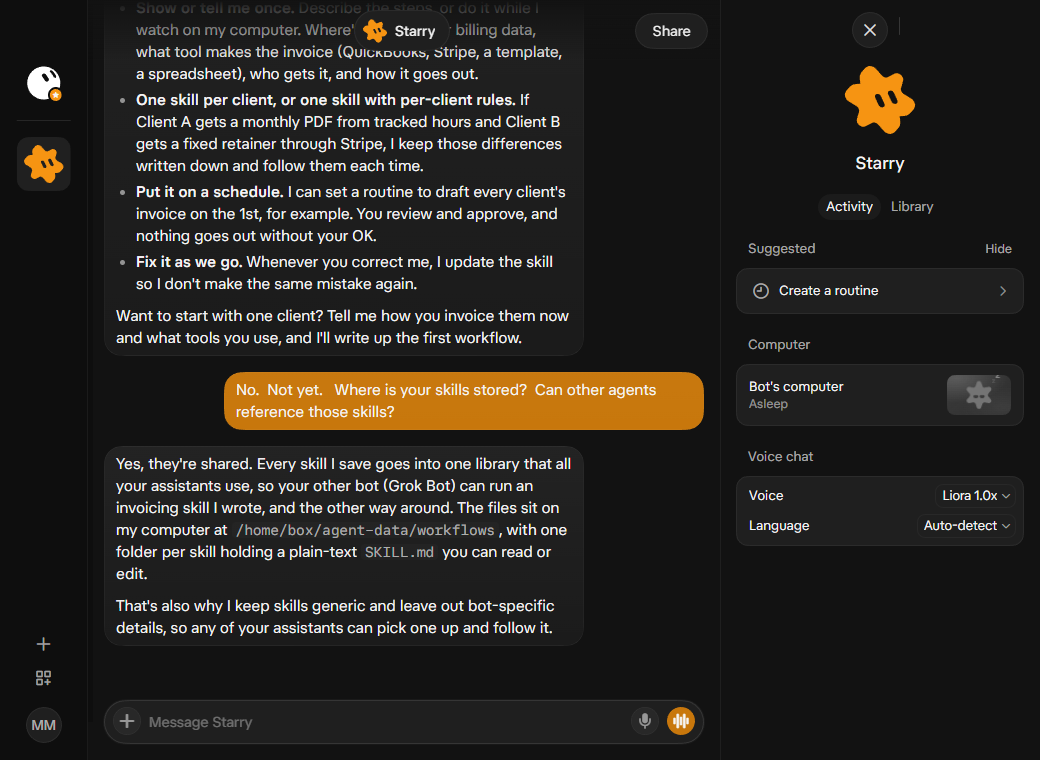 Show or tell me once. Describe the steps, or do it while I
watch on my computer. Where'
billing data,
what tool makes the invoice (QuickBooks, Stripe, a template,
a spreadsheet), who gets it, and how it goes out.
One skill per client, or one skill with per-client rules. If
Client A gets a monthly PDF from tracked hours and Client B
gets a fixed retainer through Stripe, I keep those differences
written down and follow them each time.
Put it on a schedule. I can set a routine to draft every client's
invoice on the 1st, for example. You review and approve, and
nothing goes out without your OK.
Fix it as we go. Whenever you correct me, I update the skill
so I don't make the same mistake again.
Want to start with one client? Tell me how you invoice them now
and what tools you use, and I'll write up the first workflow.
Starry
Share
No.  Not yet.   Where is your skills stored?  Can other agents
reference those skills?
Yes, they're shared. Every skill I save goes into one library that all
your assistants use, so your other bot (Grok Bot) can run an
invoicing skill I wrote, and the other way around. The files sit on
my computer at /home/box/agent-data/workflows, with one
folder per skill holding a plain-text SKILL.md you can read or
edit.
That's also why I keep skills generic and leave out bot-specific
details, so any of your assistants can pick one up and follow it.
Message Starry
MM
Starry
Activity
Library
Suggested
Hide
Create a routine
Computer
Bot's computer
Asleep
Voice chat
Voice
Liora 1.0x
Language
Auto-detect